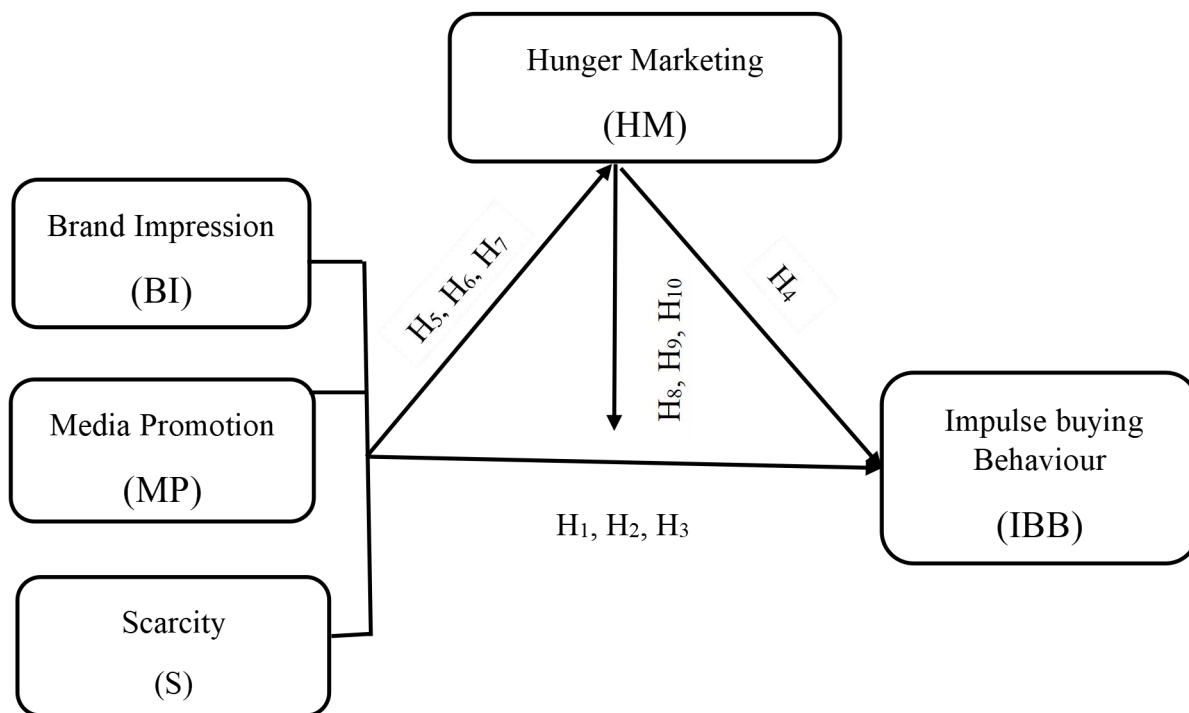 Hunger Marketing
(HM)
Brand Impression
(BI)
Media Promotion
(MP)
Scarcity
(S)
H₅, H₆, H₇
H₈, H₉, H₁₀
H₄
H₁, H₂, H₃
Impulse buying
Behaviour
(IBB)